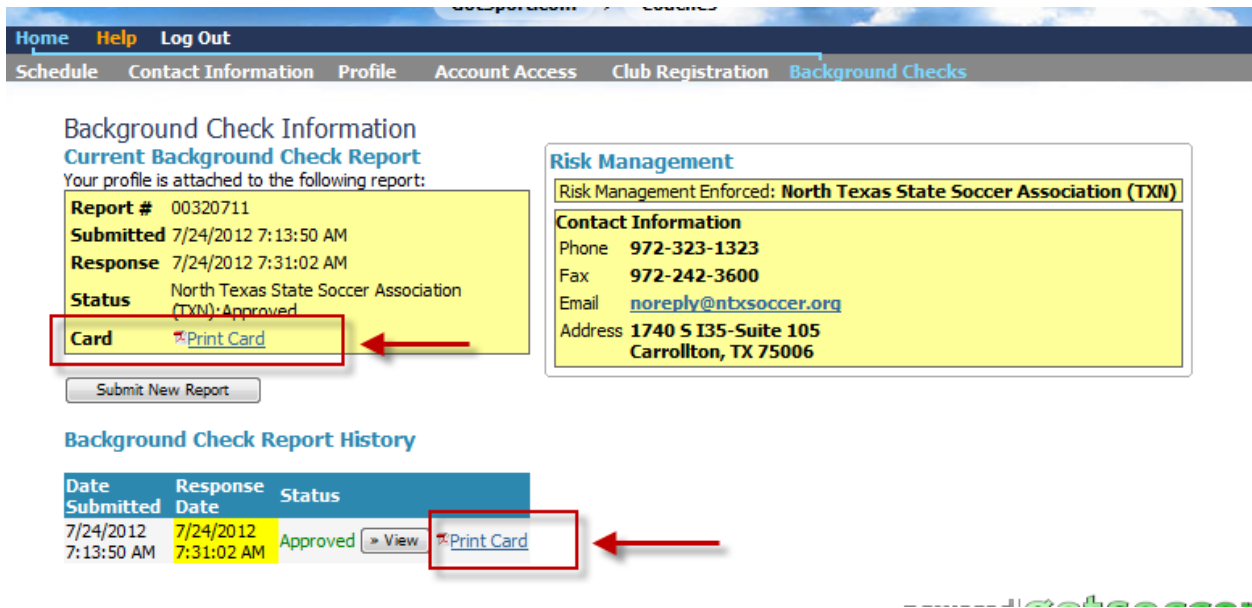 Home Help Log Out
Schedule Contact Information Profile Account Access Club Registration Background Checks
Background Check Information
Current Background Check Report
Your profile is attached to the following report:
Report # 00320711
Submitted 7/24/2012 7:13:50 AM
Response 7/24/2012 7:31:02 AM
Status North Texas State Soccer Association
(TXN):Approved
Card Print Card
Submit New Report
Risk Management
Risk Management Enforced: North Texas State Soccer Association (TXN)
Contact Information
Phone 972-323-1323
Fax 972-242-3600
Email noreply@ntxsoccer.org
Address 1740 S I35-Suite 105
Carrollton, TX 75006
Background Check Report History
Date Submitted Response Date Status
7/24/2012 7:13:50 AM 7/24/2012 7:31:02 AM Approved » View Print Card